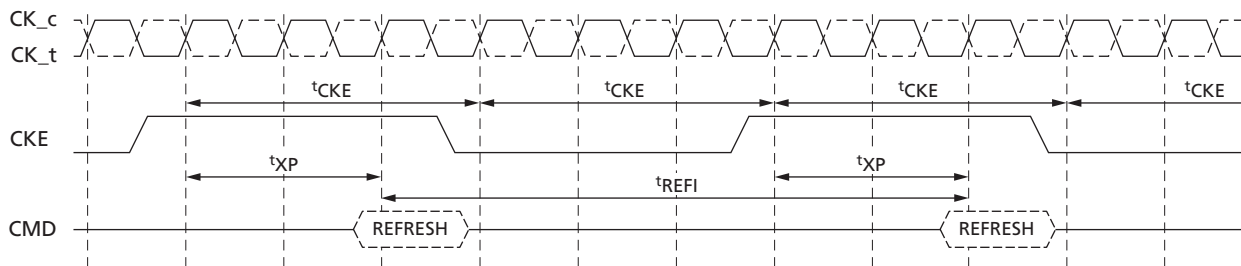 CK_c
CK_t
tCKE tCKE tCKE tCKE
CKE
tXP tXP
tREFI
CMD REFRESH REFRESH